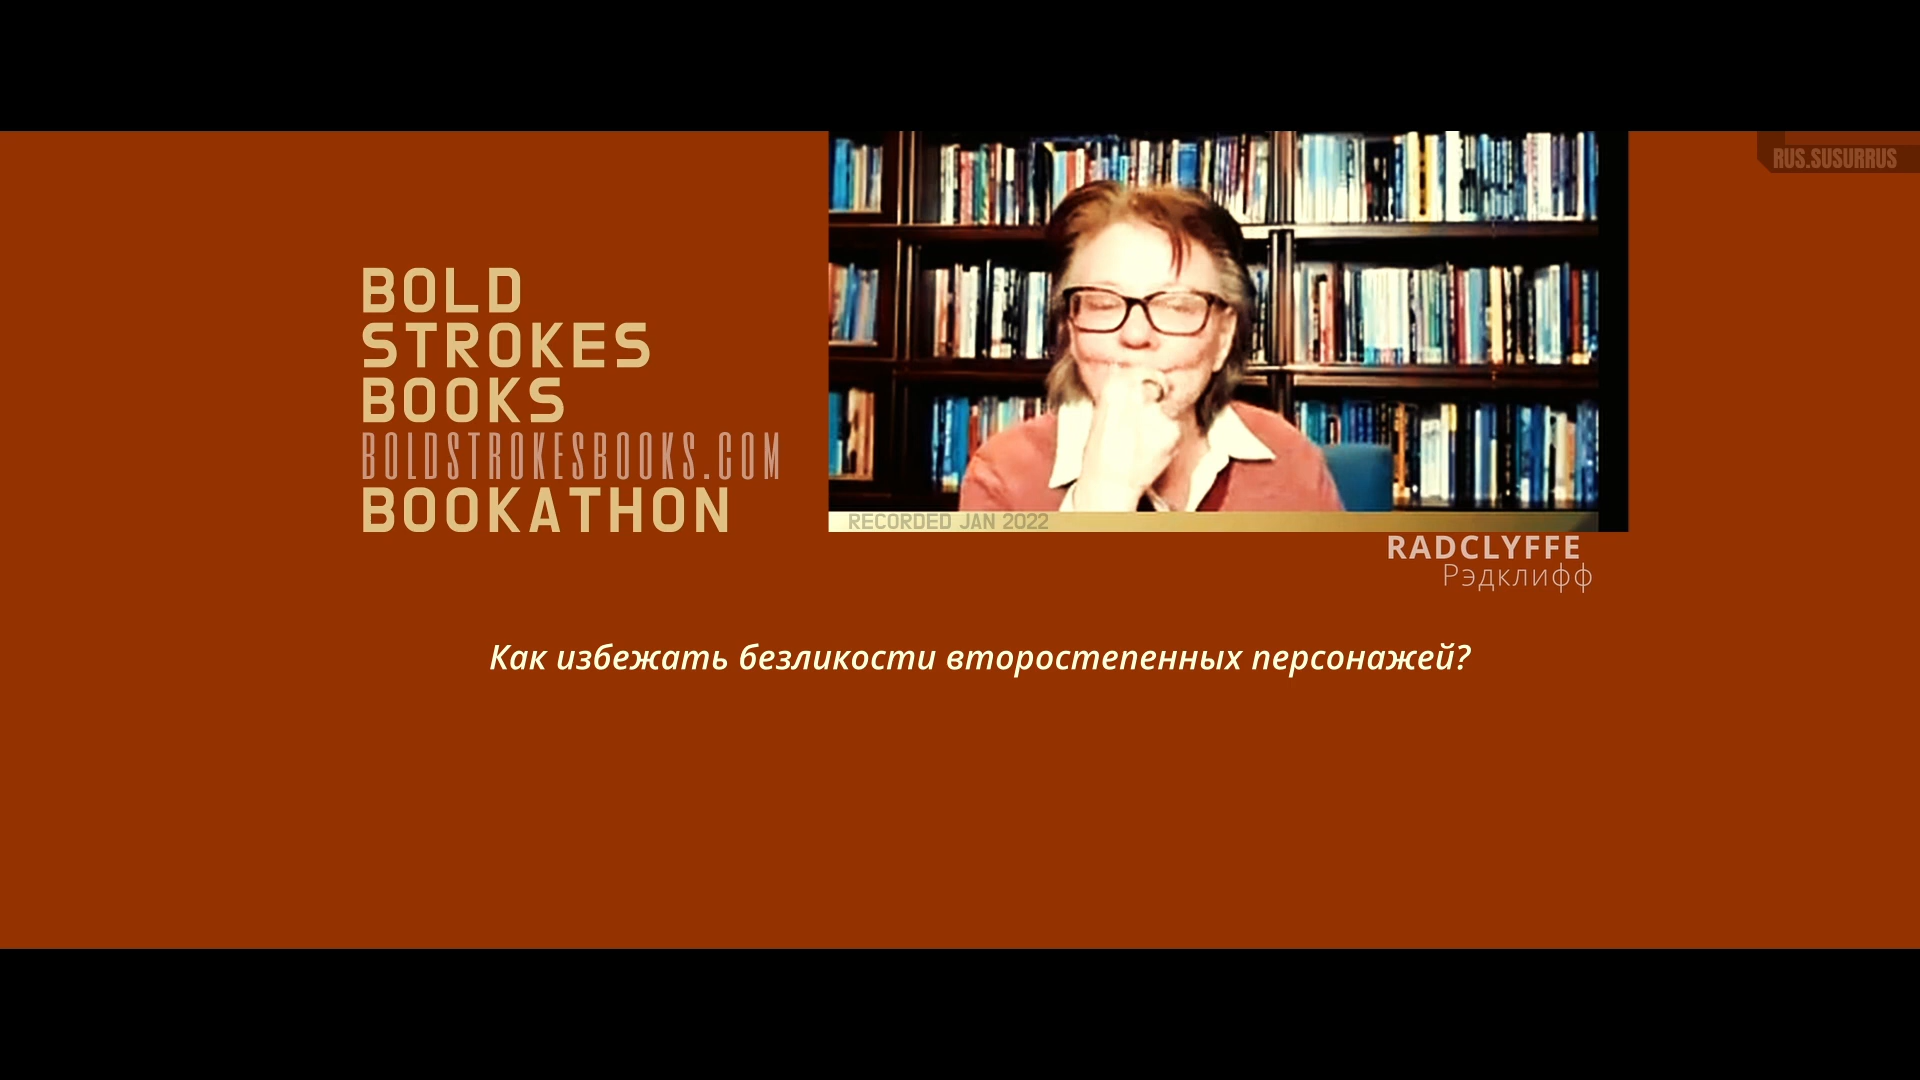 RUS.SUSURRUS
BOLD
STROKES
BOOKS
BOLDSTROKESBOOKS.COM
BOOKATHON
RECORDED JAN 2022
RADCLYFFE
Рэдклифф
Как избежать безликости второстепенных персонажей?